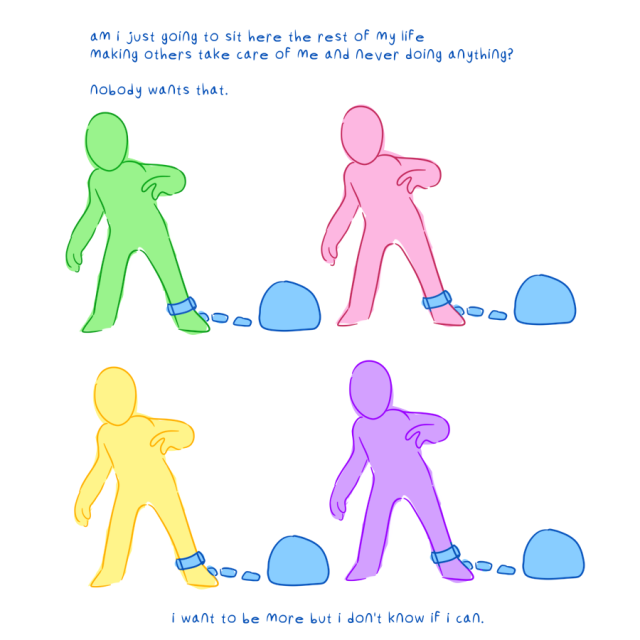 am i just going to sit here the rest of my life
making others take care of me and never doing anything?
nobody wants that.
i want to be more but i don't know if i can.